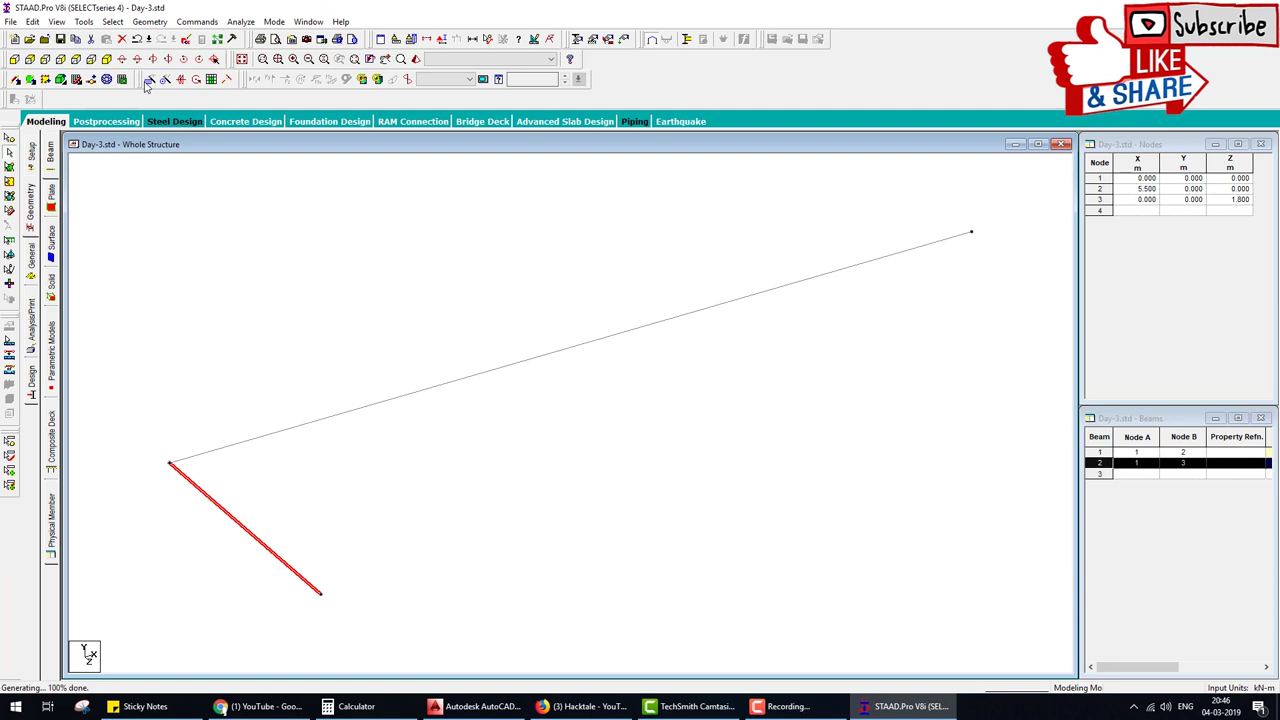 STAAD.Pro V8i (SELECTseries 4) - Day-3.std
File Edit View Tools Select Geometry Commands Analyze Mode Window Help
Subscribe
LIKE
& SHARE
Modeling Postprocessing Steel Design Concrete Design Foundation Design RAM Connection Bridge Deck Advanced Slab Design Piping Earthquake
Setup
Geometry
General
Analysis/Print
Design
Beam
Plate
Surface
Solid
Parametric Models
Composite Deck
Physical Member
Day-3.std - Whole Structure
Y
X
Z
Day-3.std - Nodes
Node X m Y m Z m
1 0.000 0.000 0.000
2 5.500 0.000 0.000
3 0.000 0.000 1.800
4
Day-3.std - Beams
Beam Node A Node B Property Refn.
1 1 2
2 1 3
3
Generating... 100% done.
Modeling Mo Input Units: kN-m
Sticky Notes
(1) YouTube - Goo...
Calculator
Autodesk AutoCAD...
(3) Hacktale - YouT...
TechSmith Camtasi...
Recording...
STAAD.Pro V8i (SEL...
ENG
20:46
04-03-2019